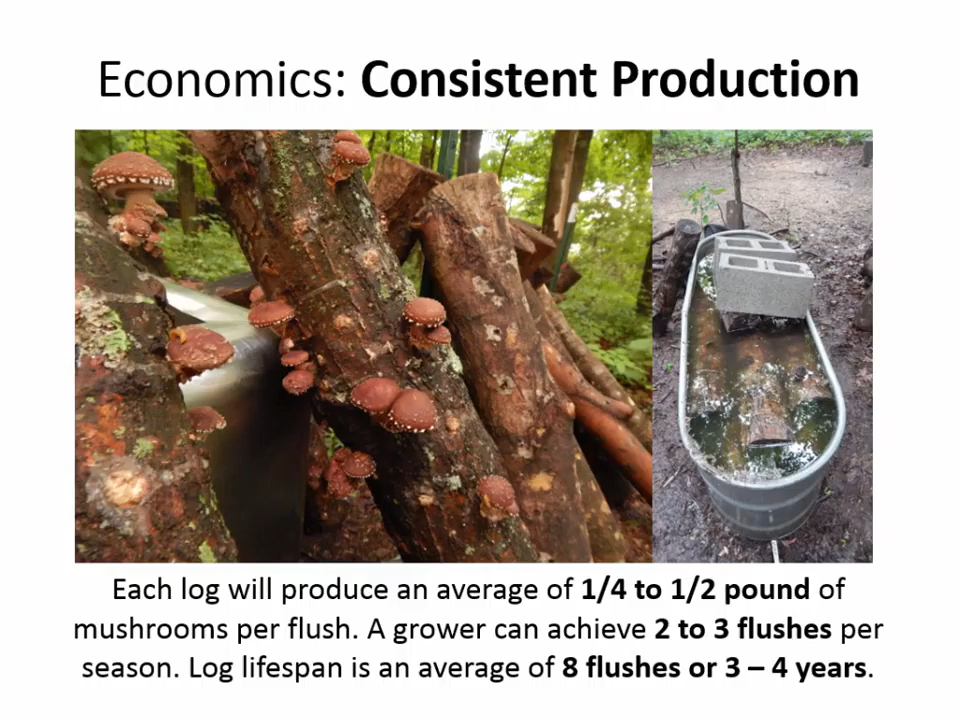 Economics: Consistent Production
Each log will produce an average of 1/4 to 1/2 pound of
mushrooms per flush. A grower can achieve 2 to 3 flushes per
season. Log lifespan is an average of 8 flushes or 3 – 4 years.